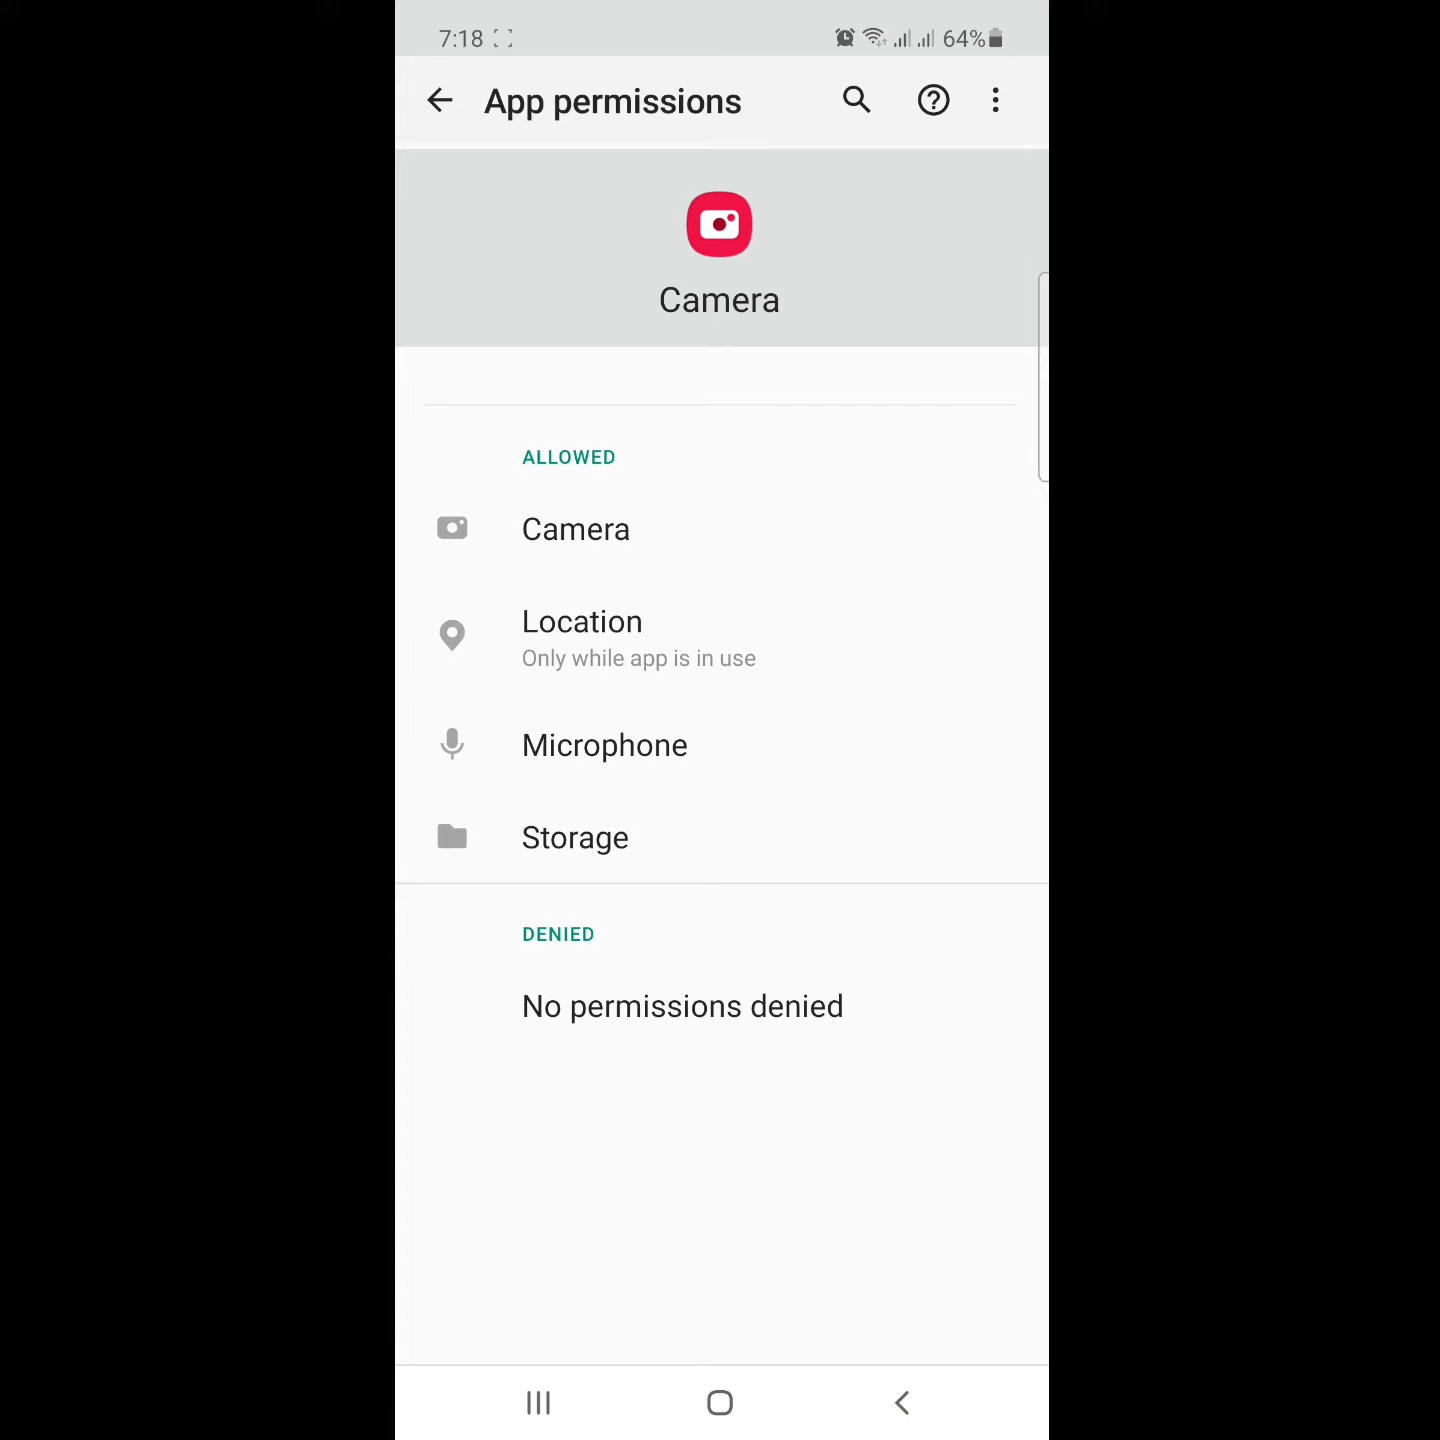 7:18 64%
App permissions
Camera
ALLOWED
Camera
Location
Only while app is in use
Microphone
Storage
DENIED
No permissions denied